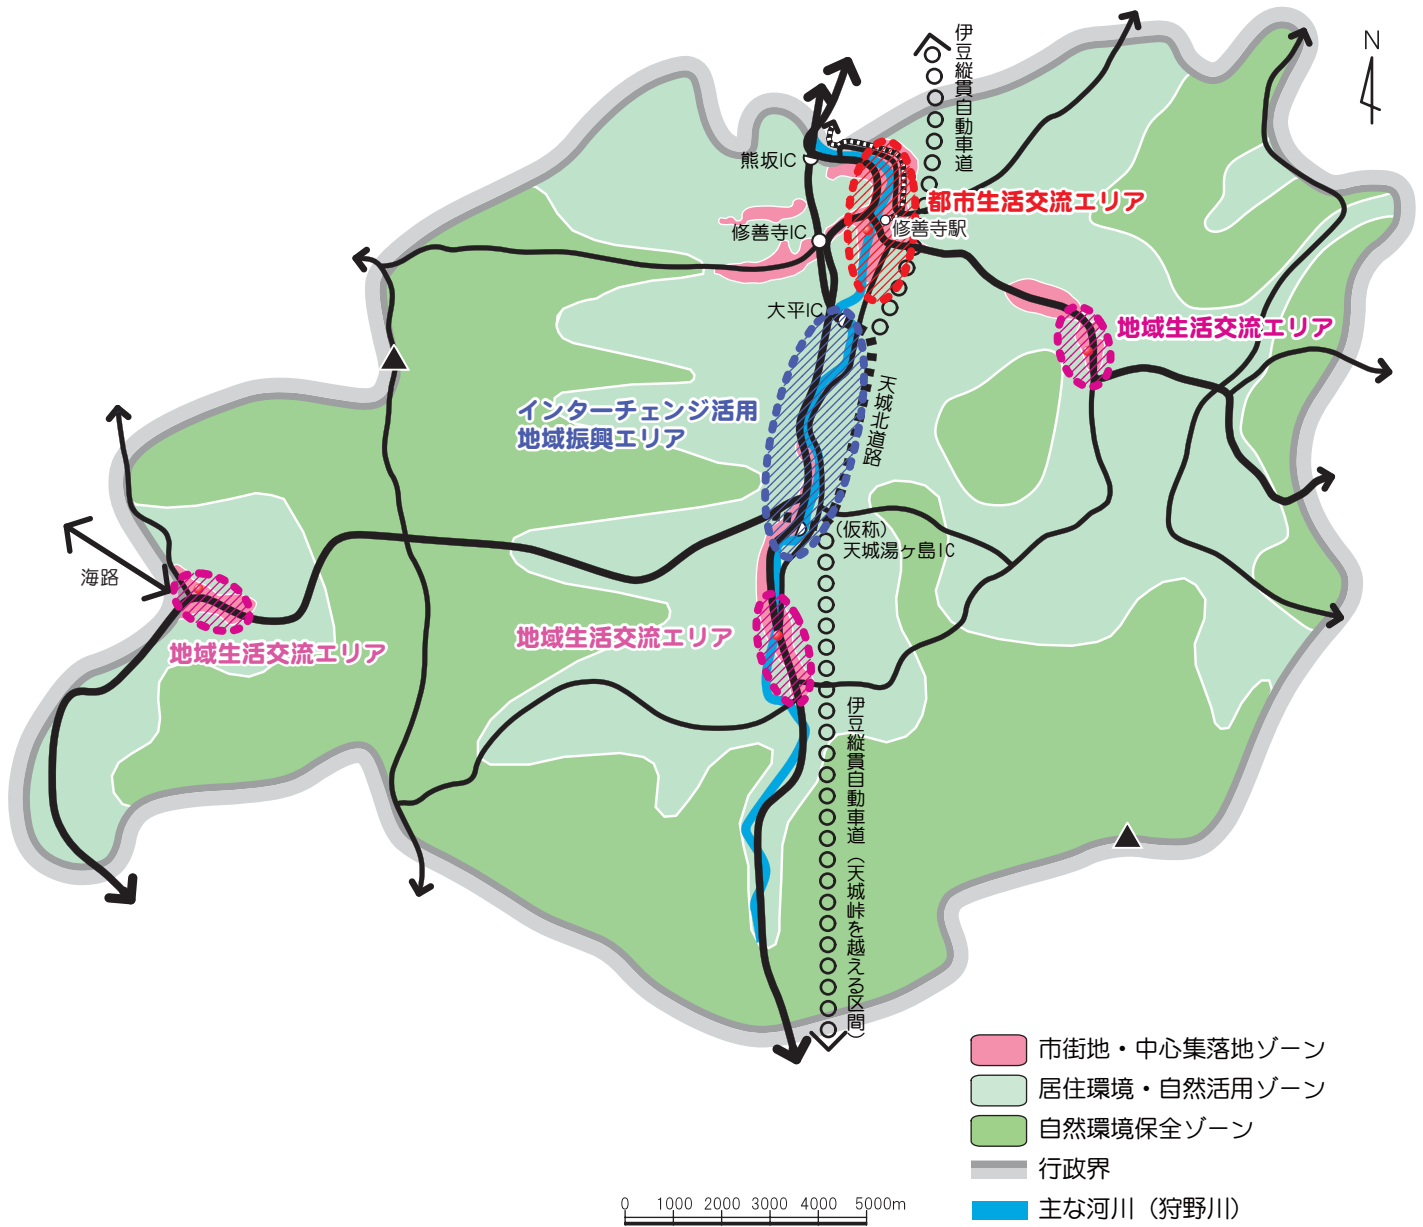 伊豆縦貫自動車道
N
熊坂IC
都市生活交流エリア
修善寺駅
修善寺IC
大平IC
地域生活交流エリア
インターチェンジ活用
地域振興エリア
天城北道路
(仮称)
天城湯ヶ島IC
海路
地域生活交流エリア
地域生活交流エリア
伊豆縦貫自動車道(天城峠を越える区間)
市街地・中心集落地ゾーン
居住環境・自然活用ゾーン
自然環境保全ゾーン
行政界
主な河川(狩野川)
0 1000 2000 3000 4000 5000m